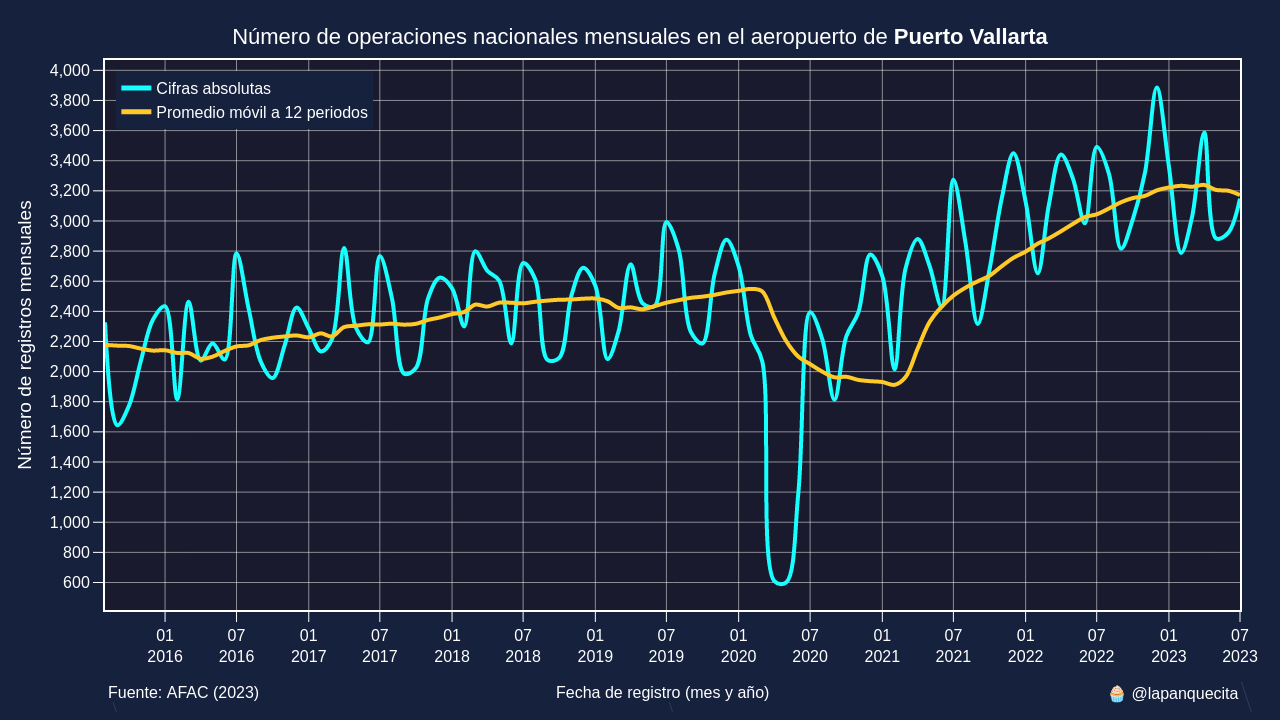 Número de operaciones nacionales mensuales en el aeropuerto de Puerto Vallarta
Cifras absolutas
Promedio móvil a 12 periodos
Número de registros mensuales
4,000
3,800
3,600
3,400
3,200
3,000
2,800
2,600
2,400
2,200
2,000
1,800
1,600
1,400
1,200
1,000
800
600
01 07 01 07 01 07 01 07 01 07 01 07 01 07 01 07
2016 2016 2017 2017 2018 2018 2019 2019 2020 2020 2021 2021 2022 2022 2023 2023
Fuente: AFAC (2023) Fecha de registro (mes y año) 🧁 @lapanquecita